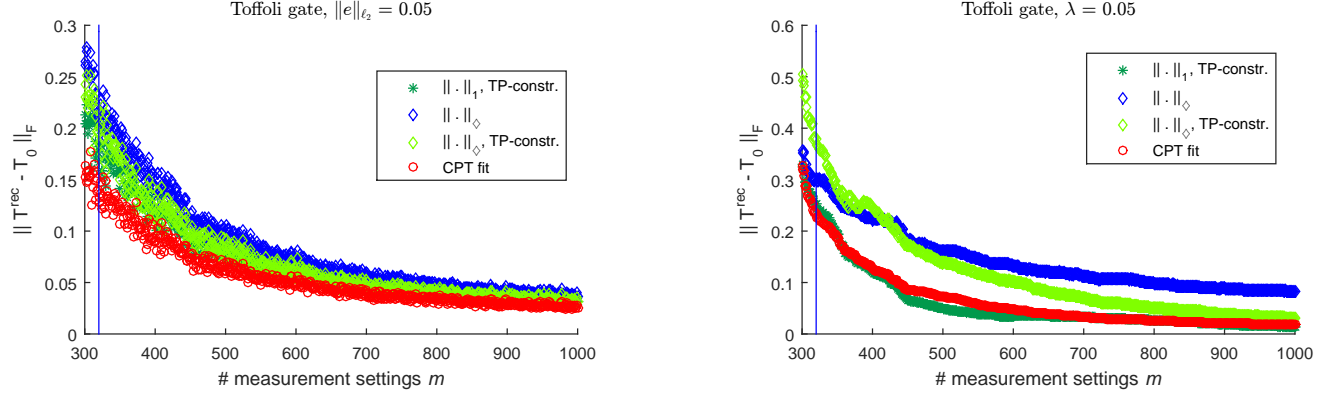 Toffoli gate, ‖e‖ℓ₂ = 0.05
0.3
0.25
0.2
0.15
0.1
0.05
0
|| T^rec - T_0 ||_F
|| . ||_1, TP-constr.
|| . ||_◇
|| . ||_◇, TP-constr.
CPT fit
300 400 500 600 700 800 900 1000
# measurement settings m
Toffoli gate, λ = 0.05
0.6
0.5
0.4
0.3
0.2
0.1
0
|| T^rec - T_0 ||_F
|| . ||_1, TP-constr.
|| . ||_◇
|| . ||_◇, TP-constr.
CPT fit
300 400 500 600 700 800 900 1000
# measurement settings m